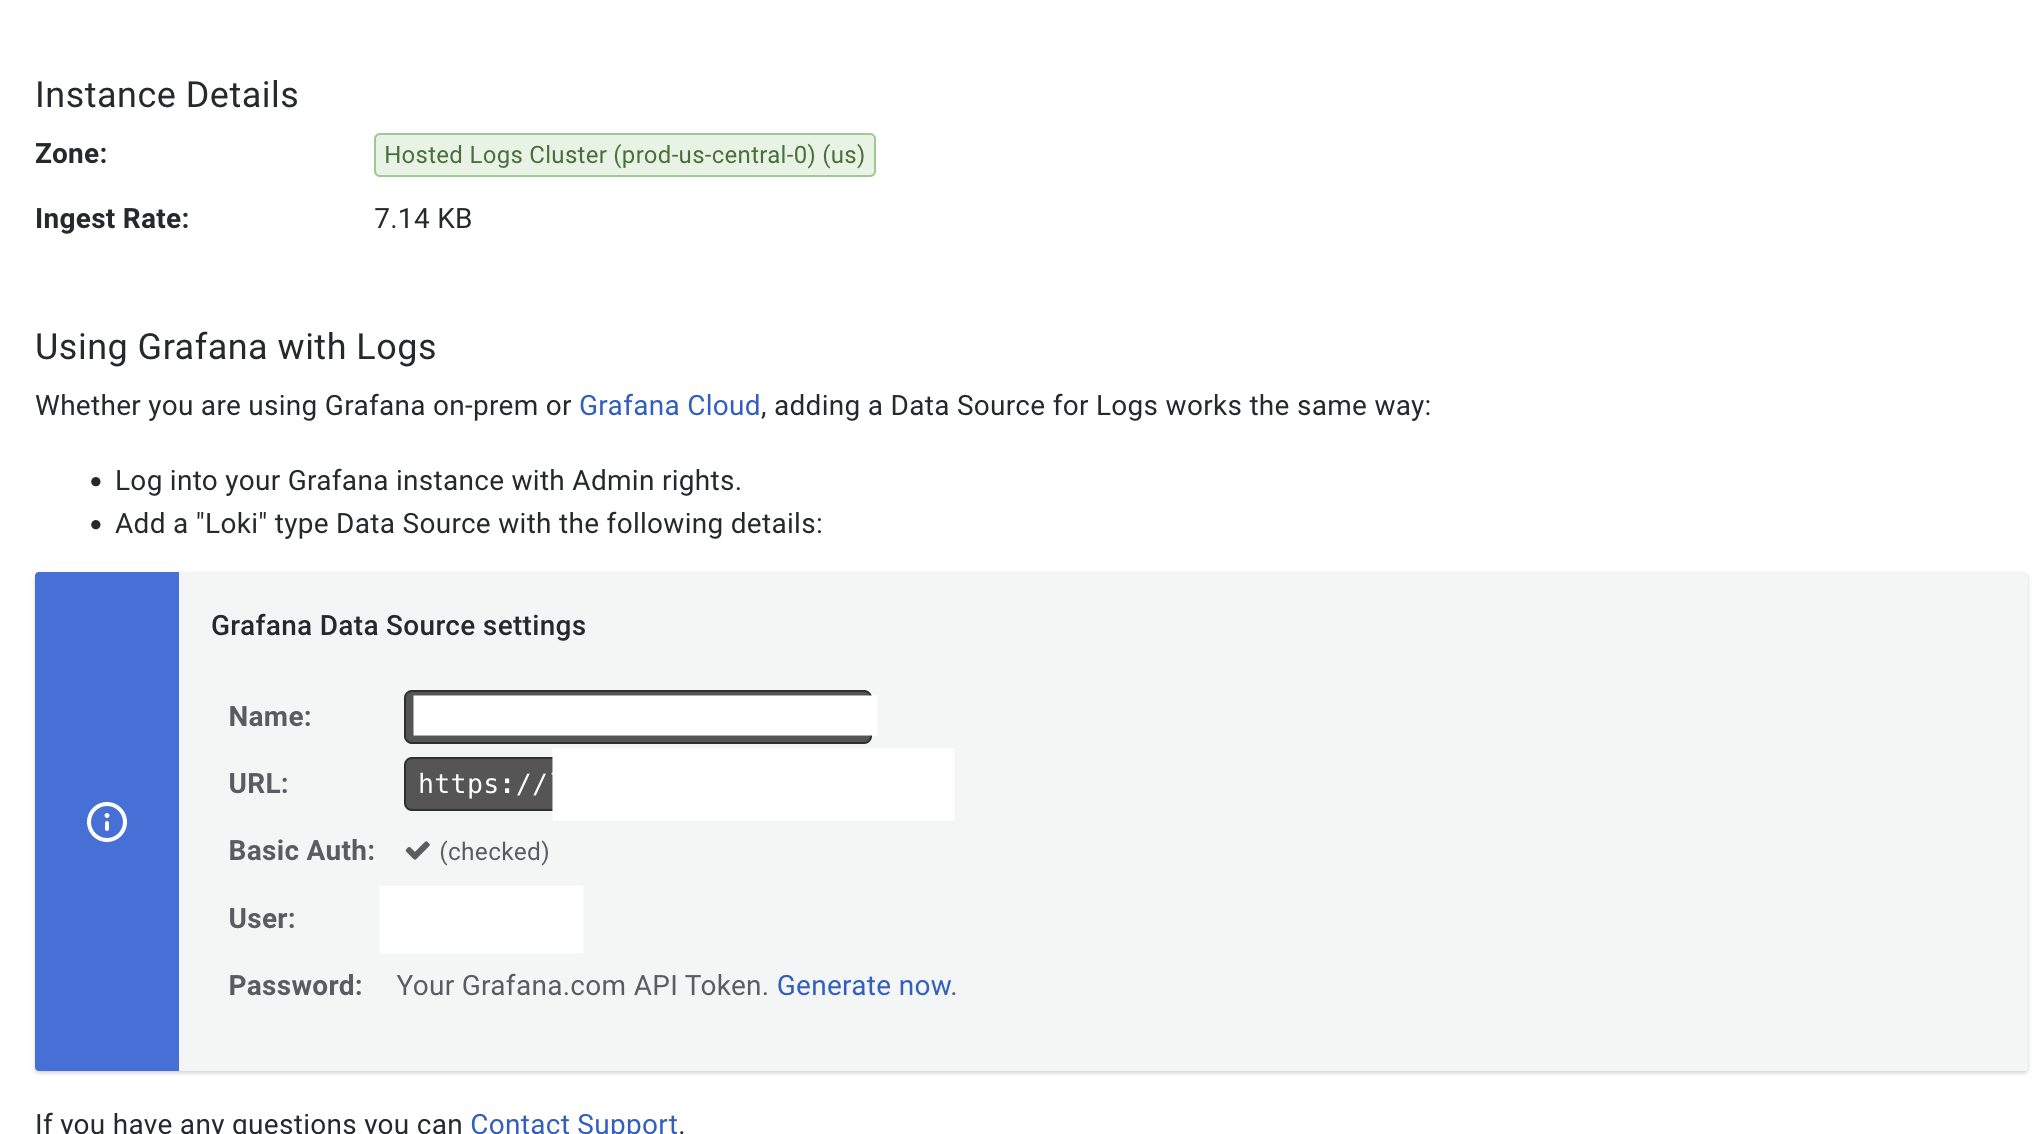 Instance Details
Zone: Hosted Logs Cluster (prod-us-central-0) (us)
Ingest Rate: 7.14 KB
Using Grafana with Logs
Whether you are using Grafana on-prem or Grafana Cloud, adding a Data Source for Logs works the same way:
• Log into your Grafana instance with Admin rights.
• Add a "Loki" type Data Source with the following details:
Grafana Data Source settings
Name:
URL: https://
Basic Auth: ✔ (checked)
User:
Password: Your Grafana.com API Token. Generate now.
If you have any questions you can Contact Support.